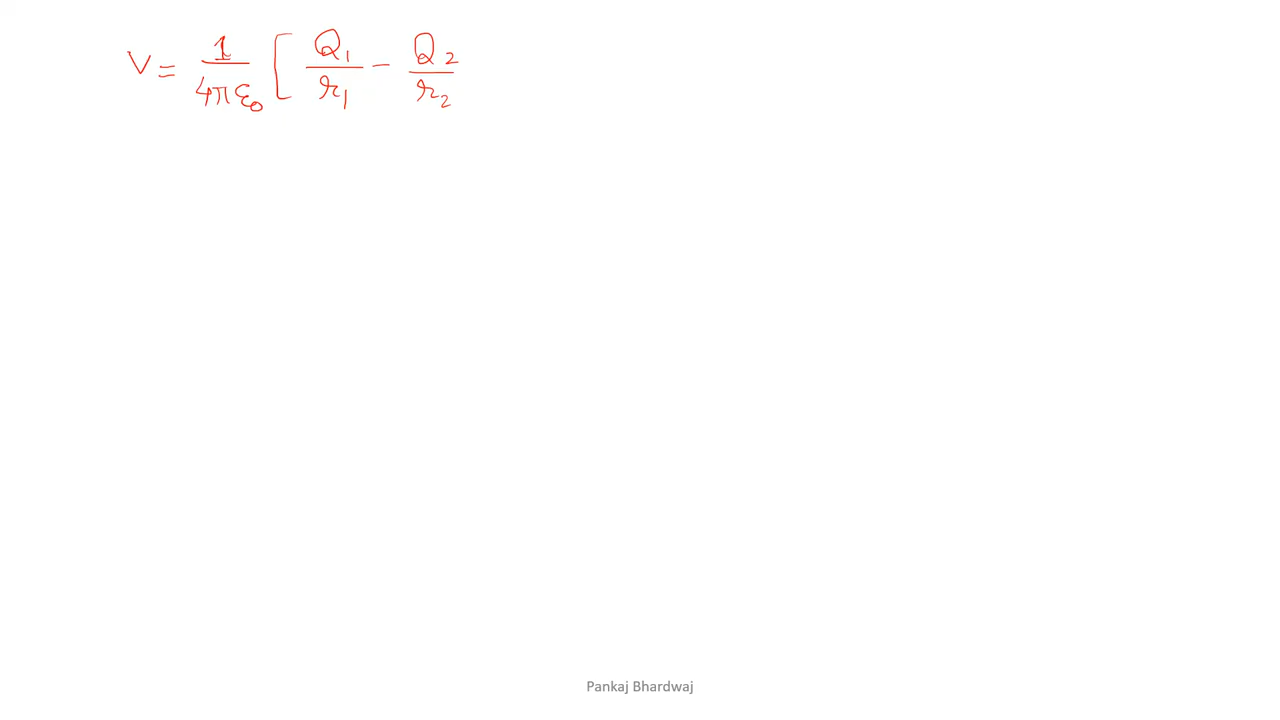 V = 1/4πε₀ [ Q₁/r₁ - Q₂/r₂
Pankaj Bhardwaj